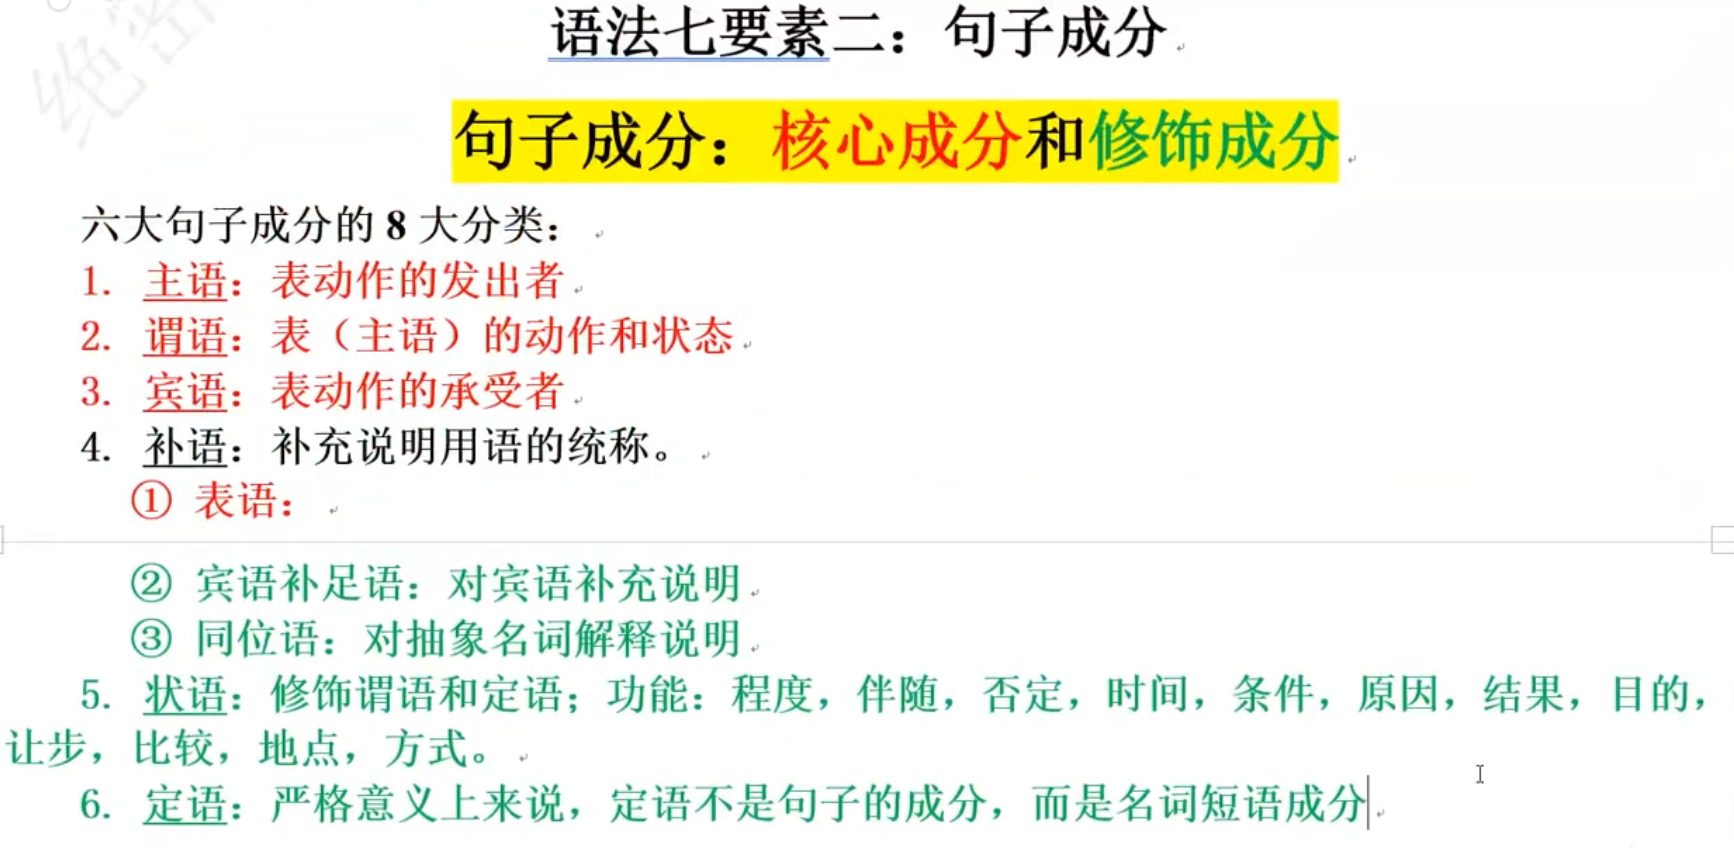 绝密
语法七要素二：句子成分
句子成分：核心成分和修饰成分
六大句子成分的 8 大分类：
1. 主语：表动作的发出者
2. 谓语：表（主语）的动作和状态
3. 宾语：表动作的承受者
4. 补语：补充说明用语的统称。
① 表语：
② 宾语补足语：对宾语补充说明
③ 同位语：对抽象名词解释说明
5. 状语：修饰谓语和定语；功能：程度，伴随，否定，时间，条件，原因，结果，目的，
让步，比较，地点，方式。
6. 定语：严格意义上来说，定语不是句子的成分，而是名词短语成分